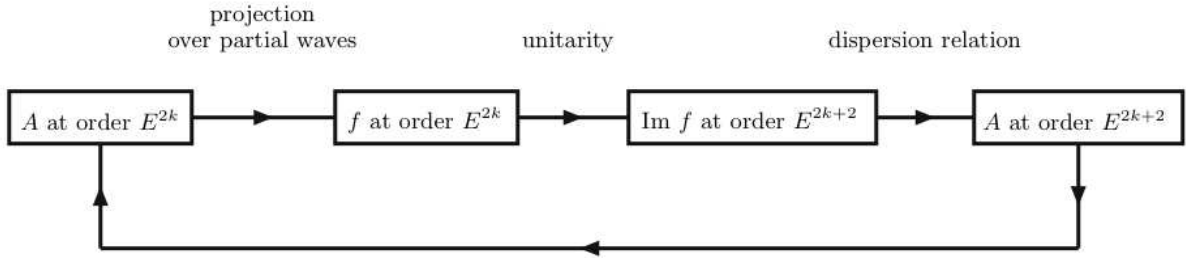 projection
over partial waves
unitarity
dispersion relation
A at order E^{2k}
f at order E^{2k}
Im f at order E^{2k+2}
A at order E^{2k+2}